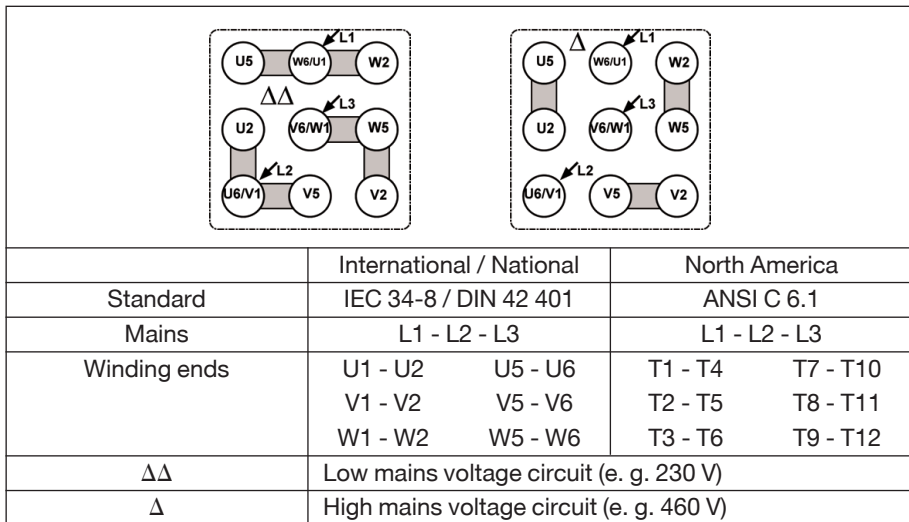 L1 Δ L1
U5 W6/U1 W2 U5 W6/U1 W2
ΔΔ L3 L3
U2 V6/W1 W5 U2 V6/W1 W5
L2 L2
U6/V1 V5 V2 U6/V1 V5 V2
International / National North America
Standard IEC 34-8 / DIN 42 401 ANSI C 6.1
Mains L1 - L2 - L3 L1 - L2 - L3
Winding ends U1 - U2 U5 - U6 T1 - T4 T7 - T10
V1 - V2 V5 - V6 T2 - T5 T8 - T11
W1 - W2 W5 - W6 T3 - T6 T9 - T12
ΔΔ Low mains voltage circuit (e. g. 230 V)
Δ High mains voltage circuit (e. g. 460 V)